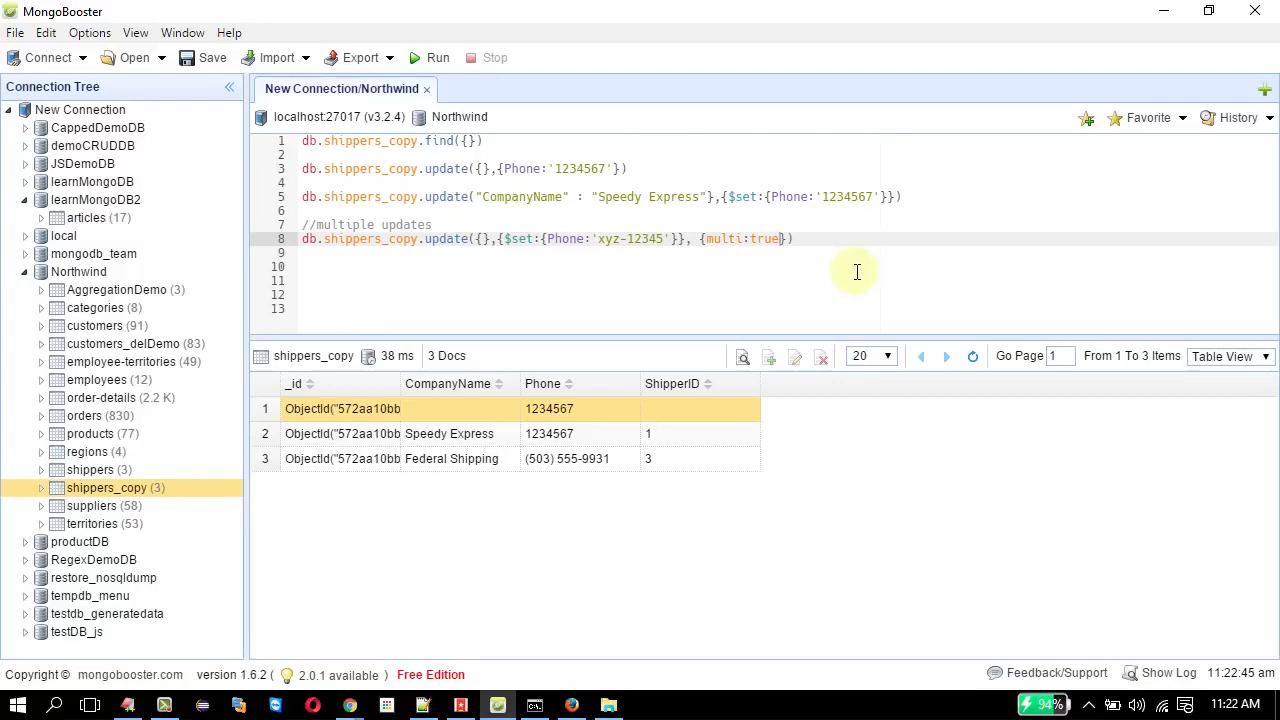 MongoBooster
File Edit Options View Window Help
Connect Open Save Import Export Run Stop
Connection Tree
New Connection
CappedDemoDB
demoCRUDDB
JSDemoDB
learnMongoDB
learnMongoDB2
articles (17)
local
mongodb_team
Northwind
AggregationDemo (3)
categories (8)
customers (91)
customers_delDemo (83)
employee-territories (49)
employees (12)
order-details (2.2 K)
orders (830)
products (77)
regions (4)
shippers (3)
shippers_copy (3)
suppliers (58)
territories (53)
productDB
RegexDemoDB
restore_nosqldump
tempdb_menu
testdb_generatedata
testDB_js
New Connection/Northwind ×
localhost:27017 (v3.2.4) Northwind Favorite History
1 db.shippers_copy.find({})
2
3 db.shippers_copy.update({},{Phone:'1234567'})
4
5 db.shippers_copy.update("CompanyName" : "Speedy Express"},{$set:{Phone:'1234567'}})
6
7 //multiple updates
8 db.shippers_copy.update({},{$set:{Phone:'xyz-12345'}}, {multi:true})
9
10
11
12
13
shippers_copy 38 ms 3 Docs 20 Go Page 1 From 1 To 3 Items Table View
_id CompanyName Phone ShipperID
1 ObjectId("572aa10bb 1234567
2 ObjectId("572aa10bb Speedy Express 1234567 1
3 ObjectId("572aa10bb Federal Shipping (503) 555-9931 3
Copyright © mongobooster.com version 1.6.2 ( 2.0.1 available ) Free Edition Feedback/Support Show Log 11:22:45 am
94% 11:22 AM